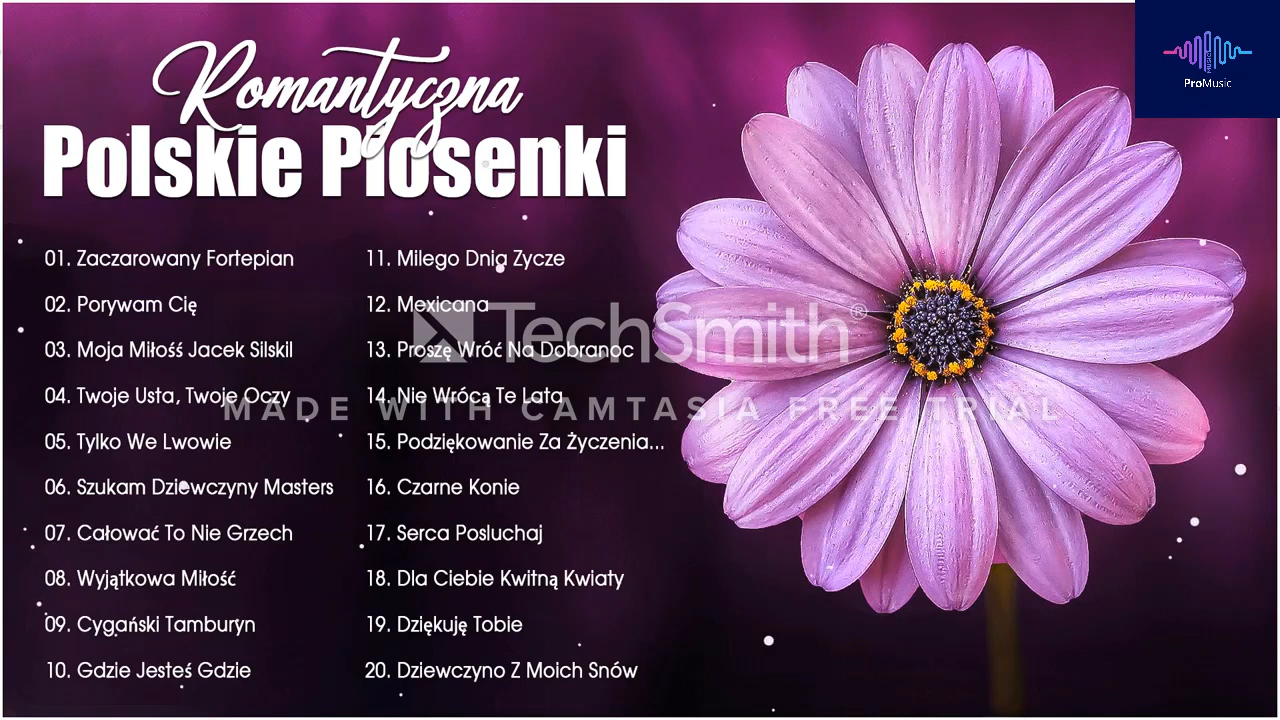 Romantyczna
Polskie Piosenki
ProMusic
01. Zaczarowany Fortepian
02. Porywam Cię
03. Moja Miłośś Jacek Silskil
04. Twoje Usta, Twoje Oczy
05. Tylko We Lwowie
06. Szukam Dziewczyny Masters
07. Całować To Nie Grzech
08. Wyjątkowa Miłość
09. Cygański Tamburyn
10. Gdzie Jesteś Gdzie
11. Milego Dnia Zycze
12. Mexicana
13. Proszę Wróć Na Dobranoc
14. Nie Wrócą Te Lata
15. Podziękowanie Za Życzenia...
16. Czarne Konie
17. Serca Posluchaj
18. Dla Ciebie Kwitną Kwiaty
19. Dziękuję Tobie
20. Dziewczyno Z Moich Snów
TechSmith®
MADE WITH CAMTASIA FREE TRIAL